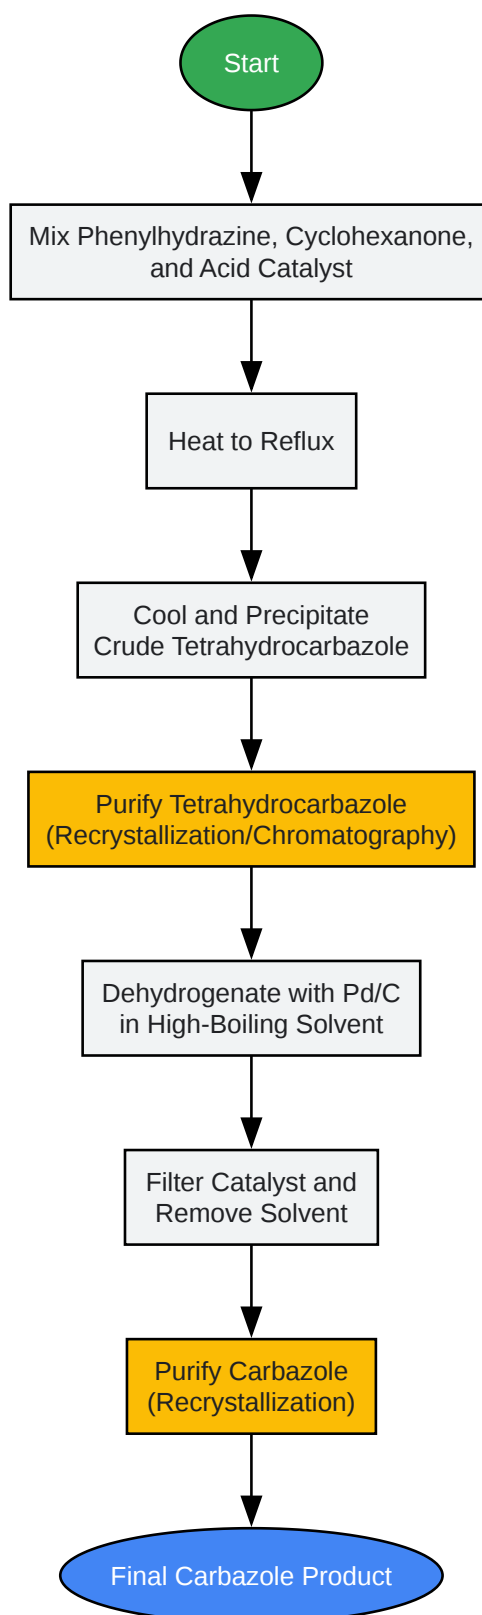 Start
Mix Phenylhydrazine, Cyclohexanone,
and Acid Catalyst
Heat to Reflux
Cool and Precipitate
Crude Tetrahydrocarbazole
Purify Tetrahydrocarbazole
(Recrystallization/Chromatography)
Dehydrogenate with Pd/C
in High-Boiling Solvent
Filter Catalyst and
Remove Solvent
Purify Carbazole
(Recrystallization)
Final Carbazole Product